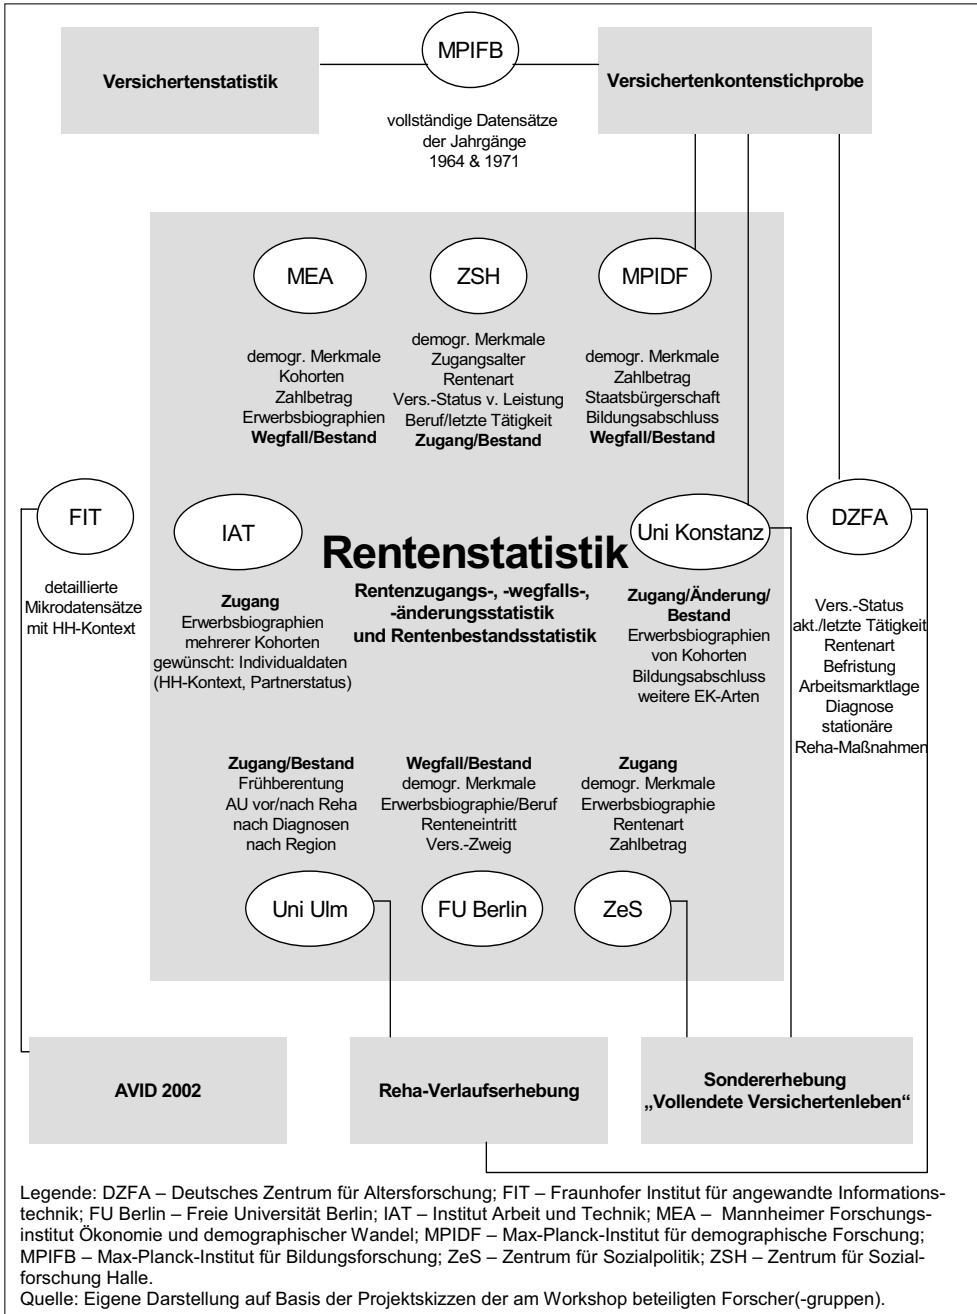 MPIFB
Versichertenstatistik
Versichertenkontenstichprobe
vollständige Datensätze
der Jahrgänge
1964 & 1971
MEA
demogr. Merkmale
Kohorten
Zahlbetrag
Erwerbsbiographien
Wegfall/Bestand
ZSH
demogr. Merkmale
Zugangsalter
Rentenart
Vers.-Status v. Leistung
Beruf/letzte Tätigkeit
Zugang/Bestand
MPIDF
demogr. Merkmale
Zahlbetrag
Staatsbürgerschaft
Bildungsabschluss
Wegfall/Bestand
FIT
detaillierte
Mikrodatensätze
mit HH-Kontext
IAT
Zugang
Erwerbsbiographien
mehrerer Kohorten
gewünscht: Individualdaten
(HH-Kontext, Partnerstatus)
Rentenstatistik
Rentenzugangs-, -wegfalls-,
-änderungsstatistik
und Rentenbestandsstatistik
Uni Konstanz
Zugang/Änderung/
Bestand
Erwerbsbiographien
von Kohorten
Bildungsabschluss
weitere EK-Arten
DZFA
Vers.-Status
akt./letzte Tätigkeit
Rentenart
Befristung
Arbeitsmarktlage
Diagnose
stationäre
Reha-Maßnahmen
Zugang/Bestand
Frühberentung
AU vor/nach Reha
nach Diagnosen
nach Region
Uni Ulm
Wegfall/Bestand
demogr. Merkmale
Erwerbsbiographie/Beruf
Renteneintritt
Vers.-Zweig
FU Berlin
Zugang
demogr. Merkmale
Erwerbsbiographie
Rentenart
Zahlbetrag
ZeS
AVID 2002
Reha-Verlaufserhebung
Sondererhebung
„Vollendete Versichertenleben“
Legende: DZFA – Deutsches Zentrum für Altersforschung; FIT – Fraunhofer Institut für angewandte Informations-
technik; FU Berlin – Freie Universität Berlin; IAT – Institut Arbeit und Technik; MEA – Mannheimer Forschungs-
institut Ökonomie und demographischer Wandel; MPIDF – Max-Planck-Institut für demographische Forschung;
MPIFB – Max-Planck-Institut für Bildungsforschung; ZeS – Zentrum für Sozialpolitik; ZSH – Zentrum für Sozial-
forschung Halle.
Quelle: Eigene Darstellung auf Basis der Projektskizzen der am Workshop beteiligten Forscher(-gruppen).